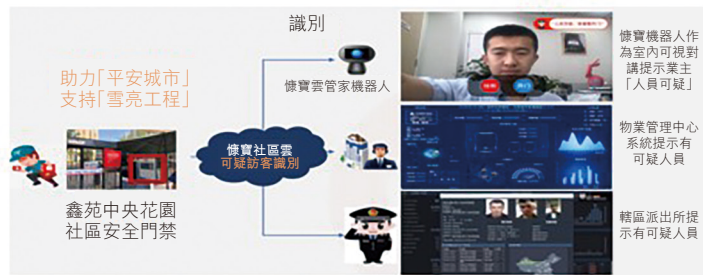 識別
助力「平安城市」
支持「雪亮工程」
慷寶雲管家機器人
慷寶社區雲
可疑訪客識別
鑫苑中央花園
社區安全門禁
慷寶機器人作
為室內可視對
講提示業主
「人員可疑」
物業管理中心
系統提示有
可疑人員
轄區派出所提
示有可疑人員